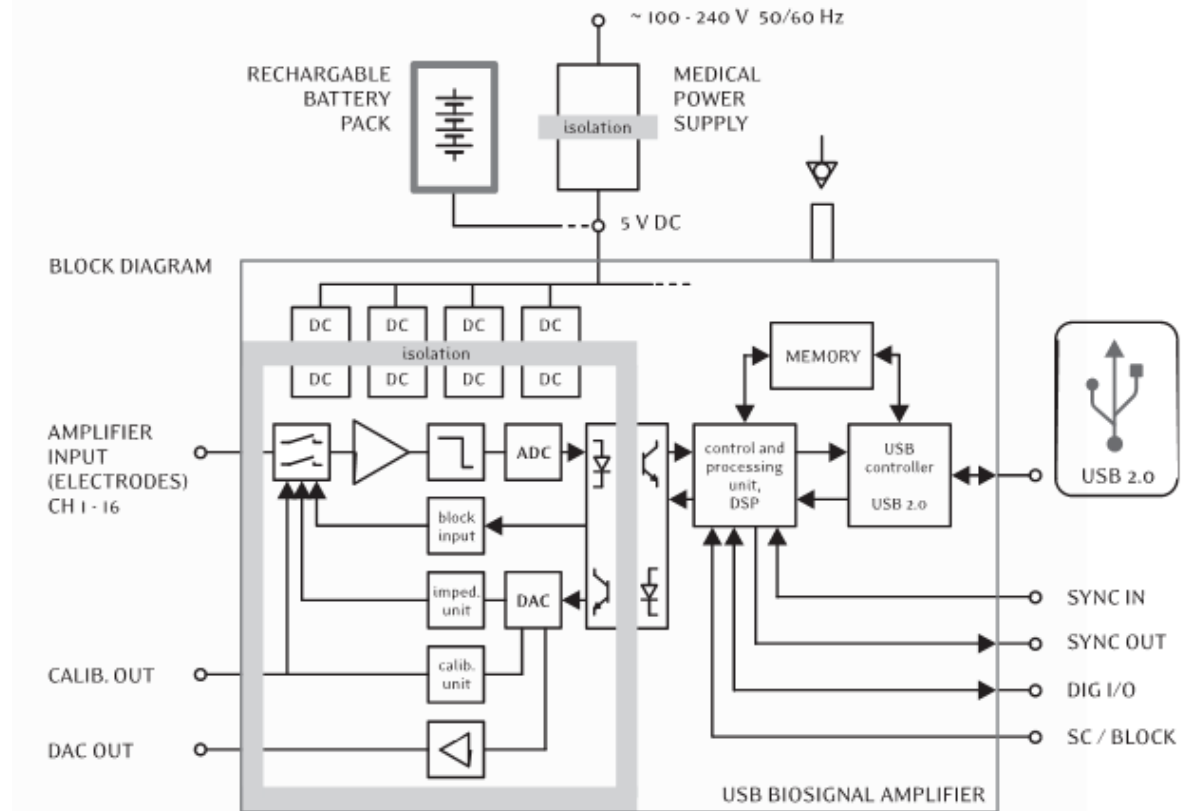 ~ 100 - 240 V 50/60 Hz
RECHARGABLE
BATTERY
PACK
isolation
MEDICAL
POWER
SUPPLY
5 V DC
BLOCK DIAGRAM
DC
DC
DC
DC
isolation
DC
DC
DC
DC
MEMORY
AMPLIFIER
INPUT
(ELECTRODES)
CH 1 - 16
ADC
control and
processing
unit,
DSP
USB
controller
USB 2.0
USB 2.0
block
input
imped.
unit
DAC
SYNC IN
SYNC OUT
CALIB. OUT
calib.
unit
DIG I/O
DAC OUT
SC / BLOCK
USB BIOSIGNAL AMPLIFIER